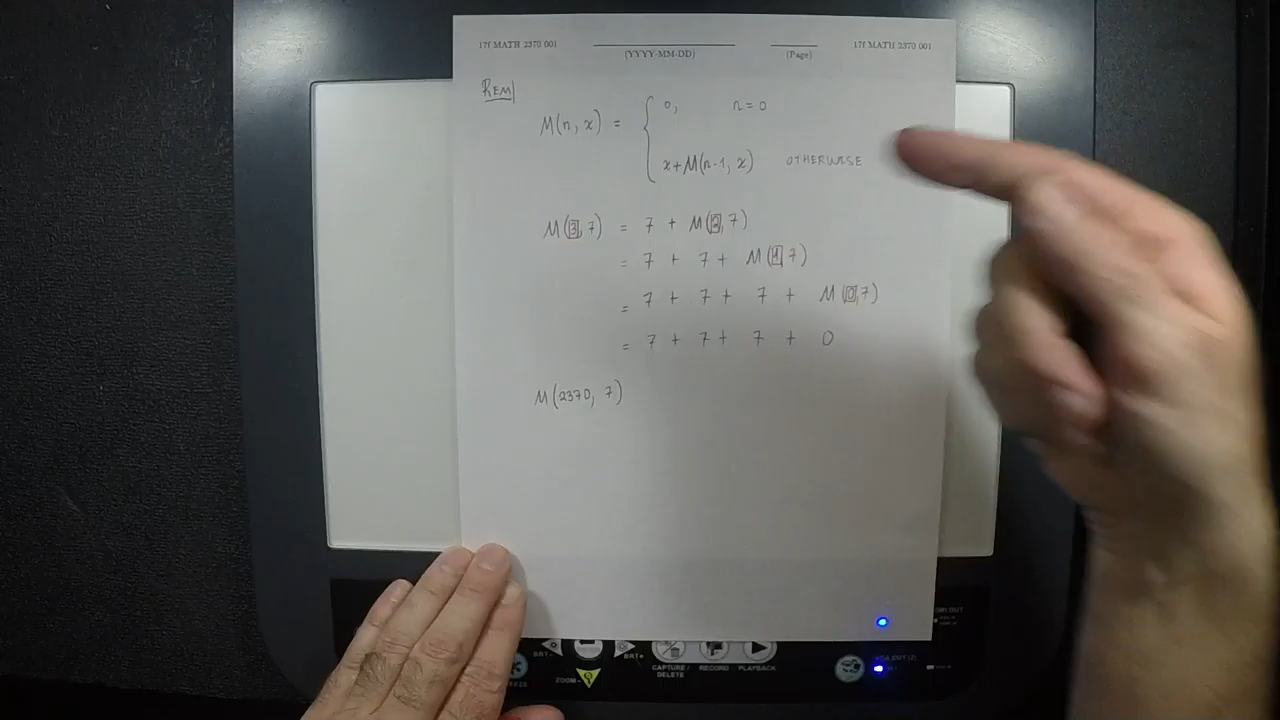 17f MATH 2370 001 (YYYY-MM-DD) (Page) 17f MATH 2370 001
REM
M(n, x) = { 0, n = 0
x + M(n-1, x) OTHERWISE
M(3, 7) = 7 + M(2, 7)
= 7 + 7 + M(1, 7)
= 7 + 7 + 7 + M(0, 7)
= 7 + 7 + 7 + 0
M(2370, 7)
BRT- BRT+
ZOOM-
CAPTURE / DELETE
RECORD
PLAYBACK